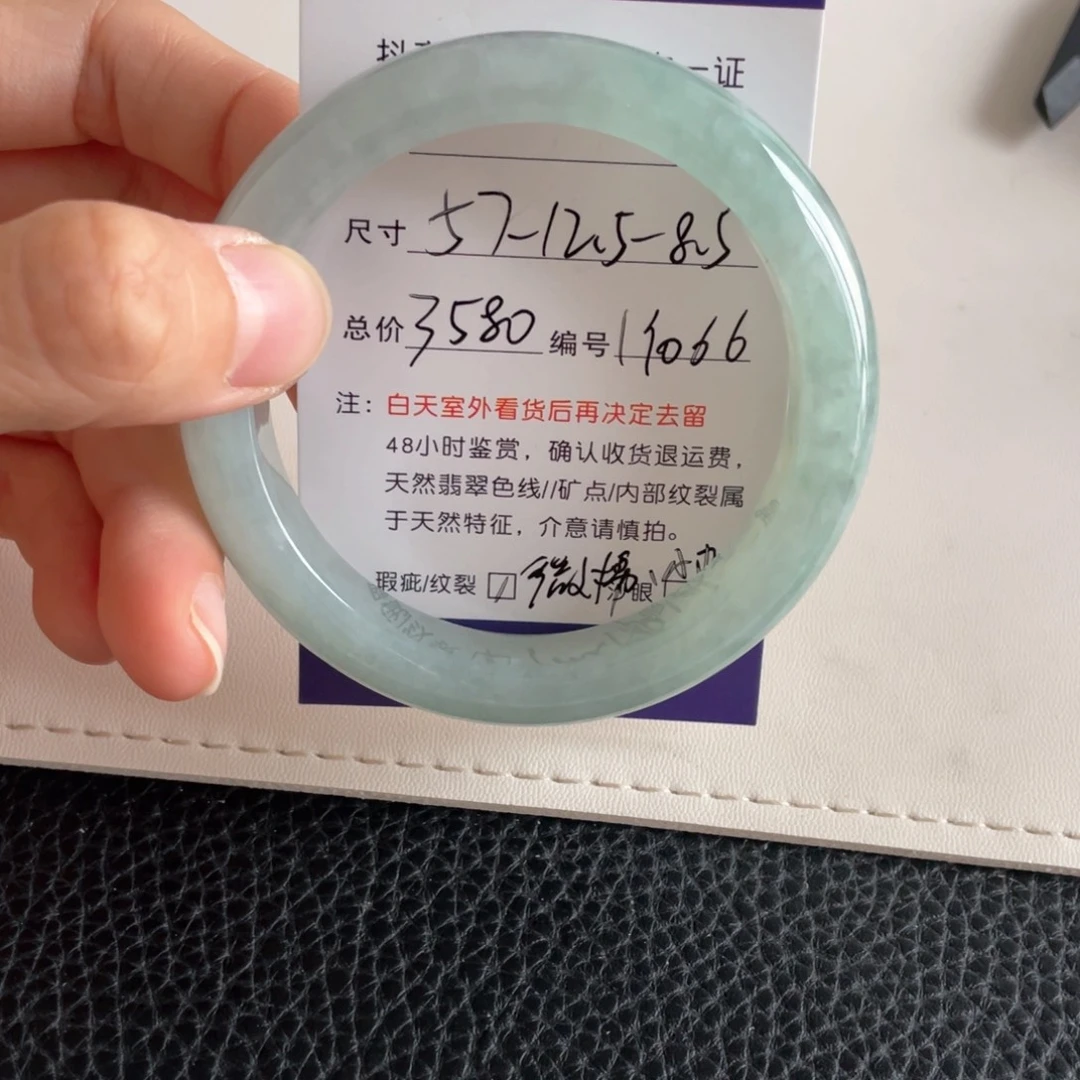 抖 一证
尺寸 57-12.5-8.5
总价 3580 编号
注：白天室外看货后再决定去留
48小时鉴赏，确认收货退运费，
天然翡翠色线//矿点/内部纹裂属
于天然特征，介意请慎拍。
瑕疵/纹裂 微 眼